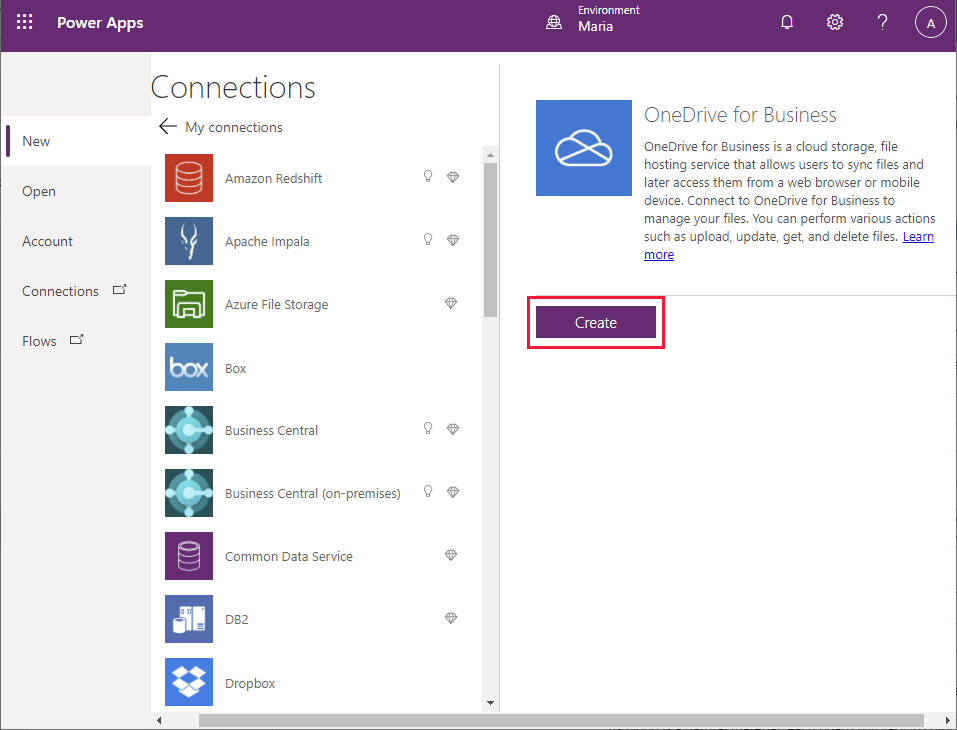 Power Apps
Environment
Maria
?
A
New
Open
Account
Connections
Flows
Connections
My connections
Amazon Redshift
Apache Impala
Azure File Storage
box
Box
Business Central
Business Central (on-premises)
Common Data Service
DB2
Dropbox
OneDrive for Business
OneDrive for Business is a cloud storage, file
hosting service that allows users to sync files and
later access them from a web browser or mobile
device. Connect to OneDrive for Business to
manage your files. You can perform various actions
such as upload, update, get, and delete files. Learn
more
Create